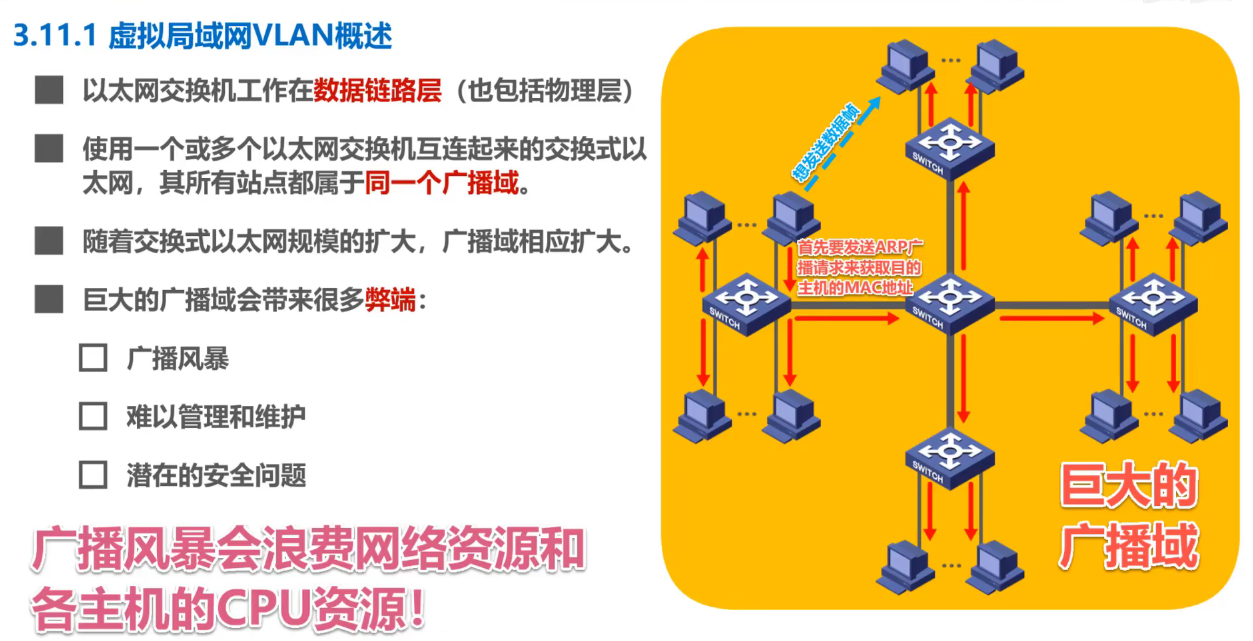 3.11.1 虚拟局域网VLAN概述
以太网交换机工作在数据链路层（也包括物理层）
使用一个或多个以太网交换机互连起来的交换式以
太网，其所有站点都属于同一个广播域。
随着交换式以太网规模的扩大，广播域相应扩大。
巨大的广播域会带来很多弊端：
广播风暴
难以管理和维护
潜在的安全问题
广播风暴会浪费网络资源和
各主机的CPU资源！
...
想发送数据帧
SWITCH
...
...
首先要发送ARP广
播请求来获取目的
主机的MAC地址
SWITCH
SWITCH
SWITCH
...
...
SWITCH
巨大的
广播域
...